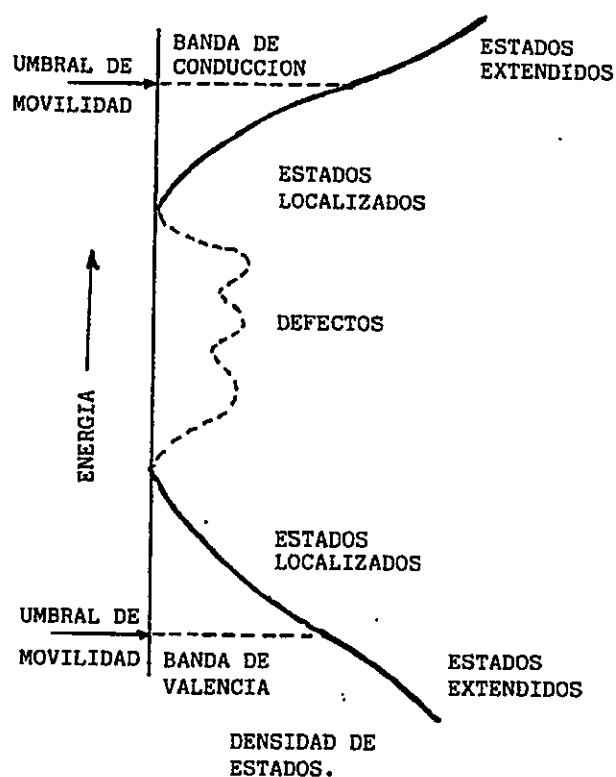 BANDA DE
CONDUCCION
ESTADOS
EXTENDIDOS
UMBRAL DE
MOVILIDAD
ESTADOS
LOCALIZADOS
DEFECTOS
ENERGIA
ESTADOS
LOCALIZADOS
UMBRAL DE
MOVILIDAD
BANDA DE
VALENCIA
ESTADOS
EXTENDIDOS
DENSIDAD DE
ESTADOS.